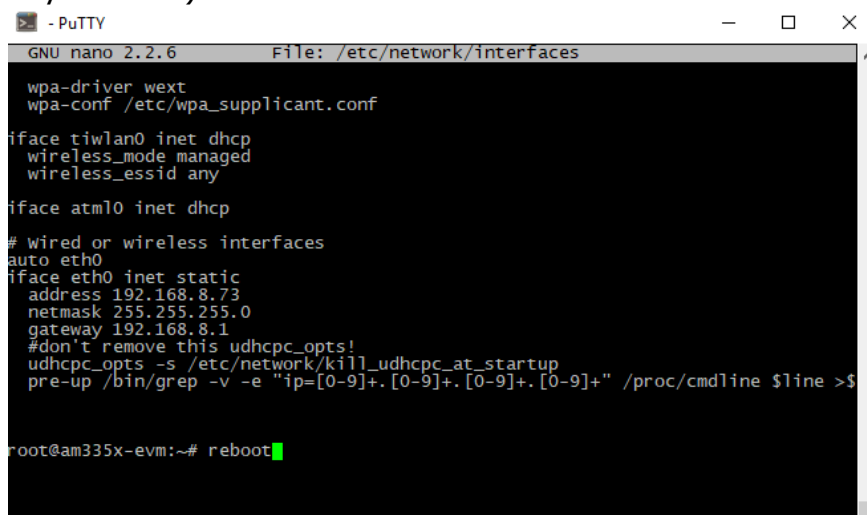 - PuTTY
GNU nano 2.2.6 File: /etc/network/interfaces
wpa-driver wext
wpa-conf /etc/wpa_supplicant.conf
iface tiwlan0 inet dhcp
wireless_mode managed
wireless_essid any
iface atml0 inet dhcp
# Wired or wireless interfaces
auto eth0
iface eth0 inet static
address 192.168.8.73
netmask 255.255.255.0
gateway 192.168.8.1
#don't remove this udhcpc_opts!
udhcpc_opts -s /etc/network/kill_udhcpc_at_startup
pre-up /bin/grep -v -e "ip=[0-9]+.[0-9]+.[0-9]+.[0-9]+" /proc/cmdline $line >$
root@am335x-evm:~# reboot